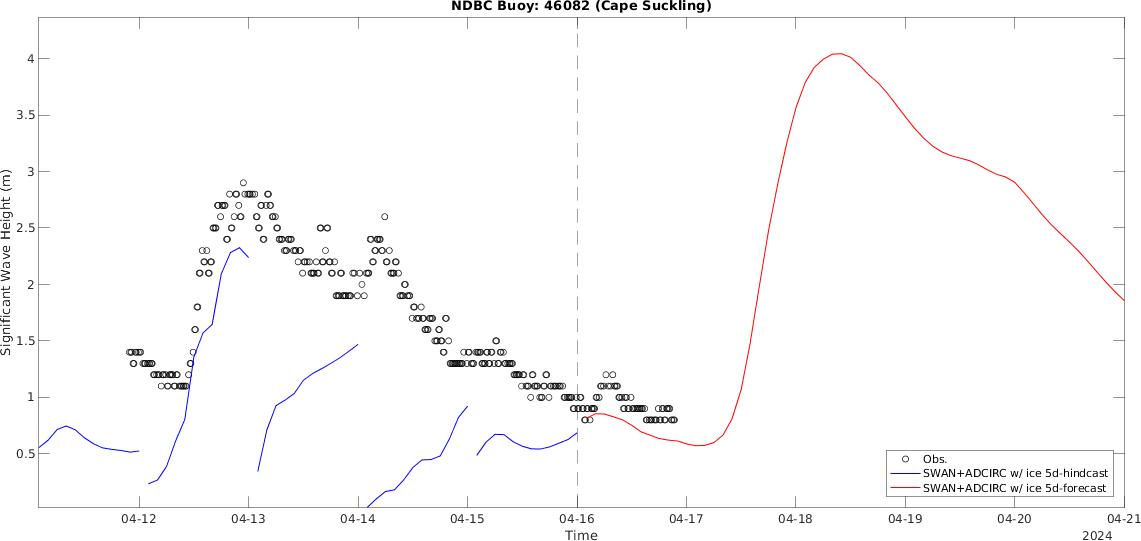 NDBC Buoy: 46082 (Cape Suckling)
4
3.5
3
2.5
2
1.5
1
0.5
Significant Wave Height (m)
Obs.
SWAN+ADCIRC w/ ice 5d-hindcast
SWAN+ADCIRC w/ ice 5d-forecast
04-12 04-13 04-14 04-15 04-16 04-17 04-18 04-19 04-20 04-21
Time
2024